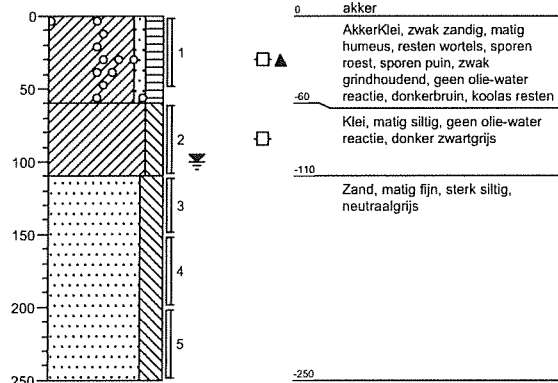 0
50
100
150
200
250
1
2
3
4
5
0 akker
AkkerKlei, zwak zandig, matig
humeus, resten wortels, sporen
roest, sporen puin, zwak
grindhoudend, geen olie-water
reactie, donkerbruin, koolas resten
-60
Klei, matig siltig, geen olie-water
reactie, donker zwartgrijs
-110
Zand, matig fijn, sterk siltig,
neutraalgrijs
-250